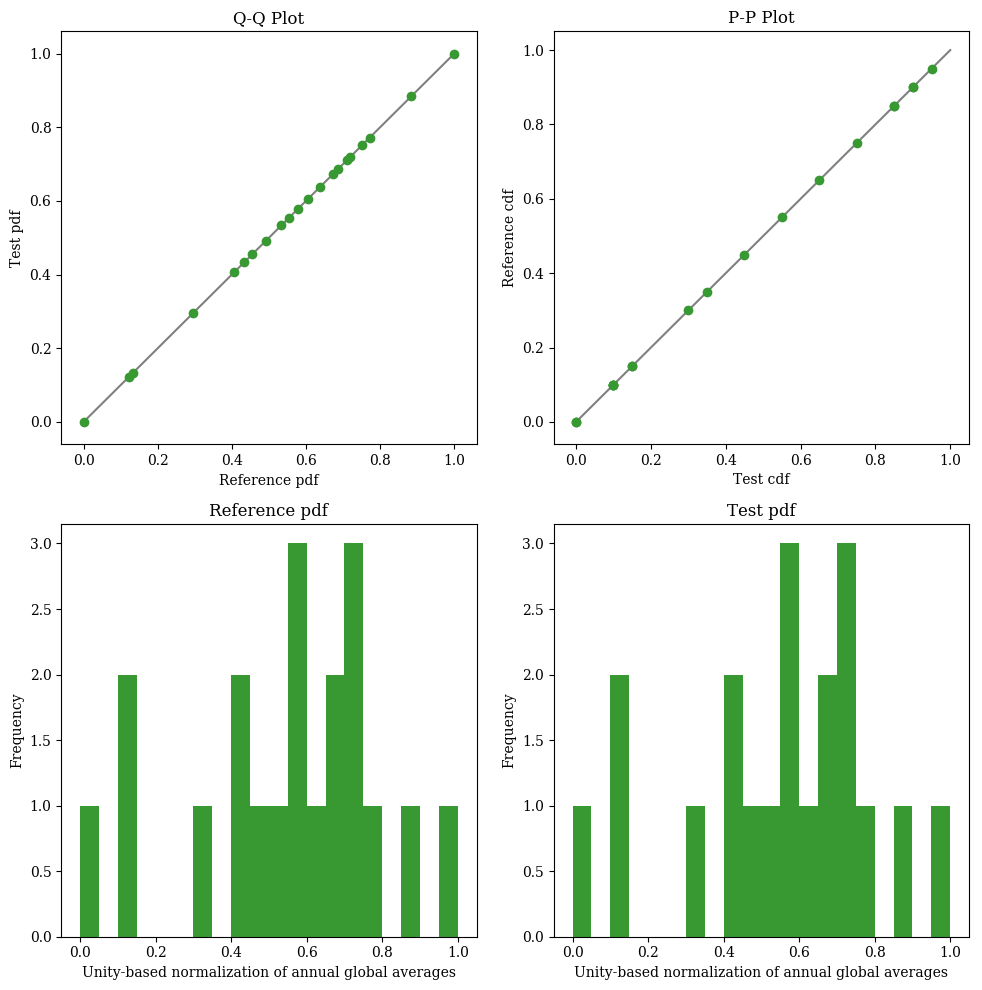 Q-Q Plot
1.0
0.8
0.6
0.4
0.2
0.0
Test pdf
0.0 0.2 0.4 0.6 0.8 1.0
Reference pdf
P-P Plot
1.0
0.8
0.6
0.4
0.2
0.0
Reference cdf
0.0 0.2 0.4 0.6 0.8 1.0
Test cdf
Reference pdf
3.0
2.5
2.0
1.5
1.0
0.5
0.0
Frequency
0.0 0.2 0.4 0.6 0.8 1.0
Unity-based normalization of annual global averages
Test pdf
3.0
2.5
2.0
1.5
1.0
0.5
0.0
Frequency
0.0 0.2 0.4 0.6 0.8 1.0
Unity-based normalization of annual global averages